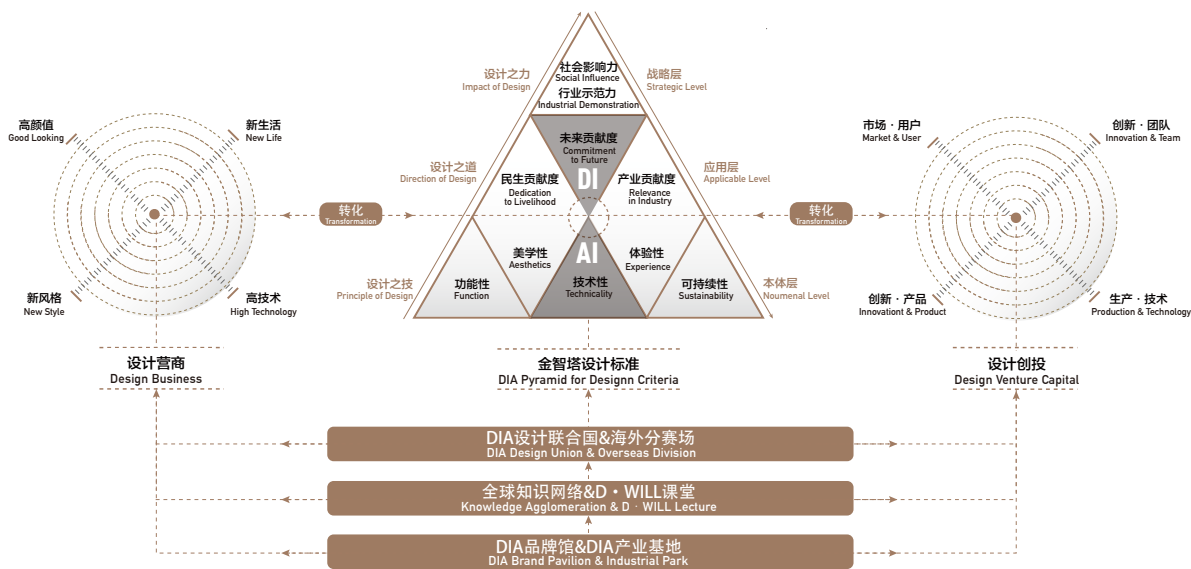 高颜值
Good Looking
新生活
New Life
新风格
New Style
高技术
High Technology
设计营商
Design Business
转化
Transformation
设计之力
Impact of Design
设计之道
Direction of Design
设计之技
Principle of Design
社会影响力
Social Influence
行业示范力
Industrial Demonstration
未来贡献度
Commitment
to Future
DI
民生贡献度
Dedication
to Livelihood
产业贡献度
Relevance
in Industry
AI
美学性
Aesthetics
体验性
Experience
功能性
Function
技术性
Technicality
可持续性
Sustainability
战略层
Strategic Level
应用层
Applicable Level
本体层
Noumenal Level
金智塔设计标准
DIA Pyramid for Designn Criteria
转化
Transformation
市场·用户
Market & User
创新·团队
Innovation & Team
创新·产品
Innovationt & Product
生产·技术
Production & Technology
设计创投
Design Venture Capital
DIA设计联合国&海外分赛场
DIA Design Union & Overseas Division
全球知识网络&D·WILL课堂
Knowledge Agglomeration & D·WILL Lecture
DIA品牌馆&DIA产业基地
DIA Brand Pavilion & Industrial Park